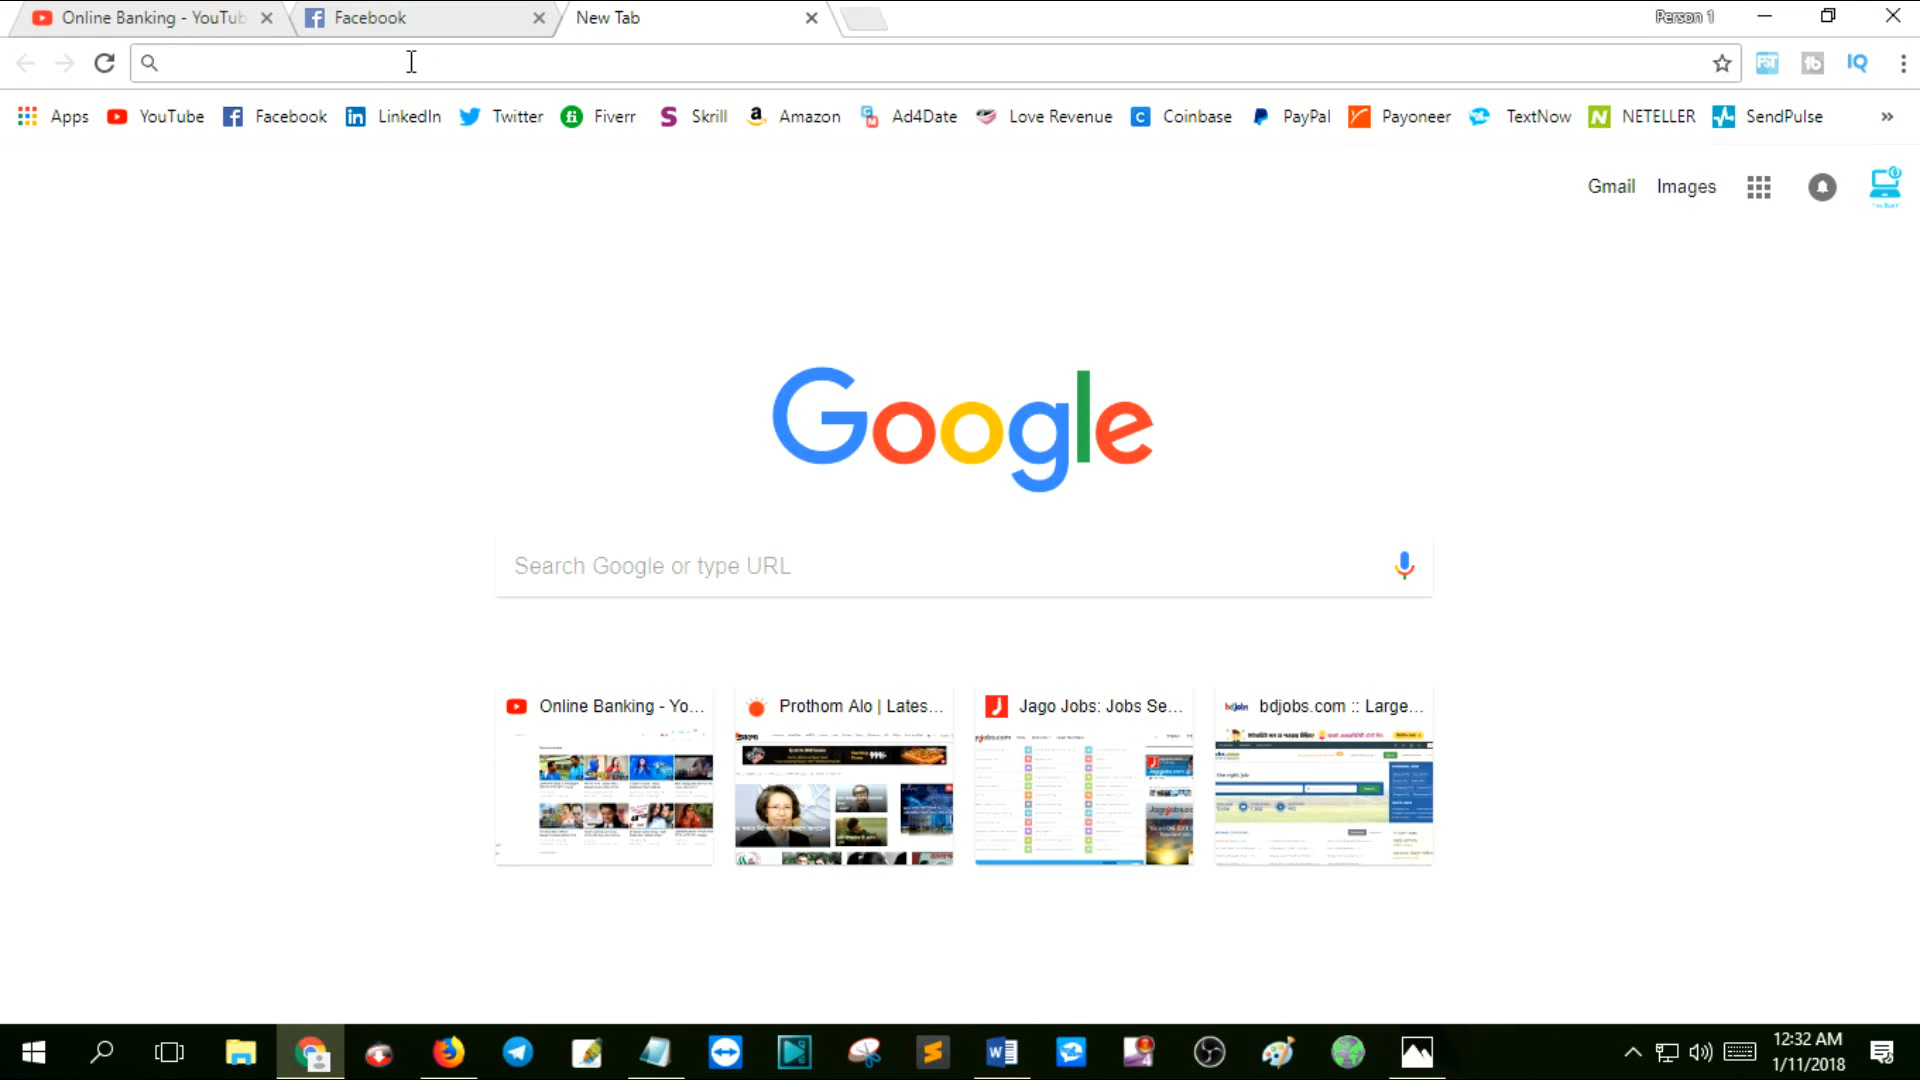 Online Banking - YouTub
Facebook
New Tab
Person 1
Apps YouTube Facebook LinkedIn Twitter Fiverr Skrill Amazon Ad4Date Love Revenue Coinbase PayPal Payoneer TextNow NETELLER SendPulse »
Gmail Images
Google
Search Google or type URL
Online Banking - Yo...
Prothom Alo | Lates...
Jago Jobs: Jobs Se...
bdjobs.com :: Large...
12:32 AM
1/11/2018